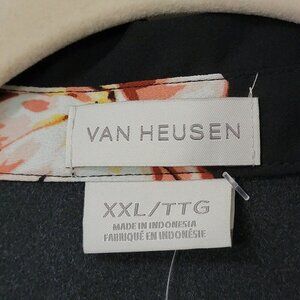 VAN HEUSEN
XXL/TTG
MADE IN INDONESIA
FABRIQUÉ EN INDONÉSIE